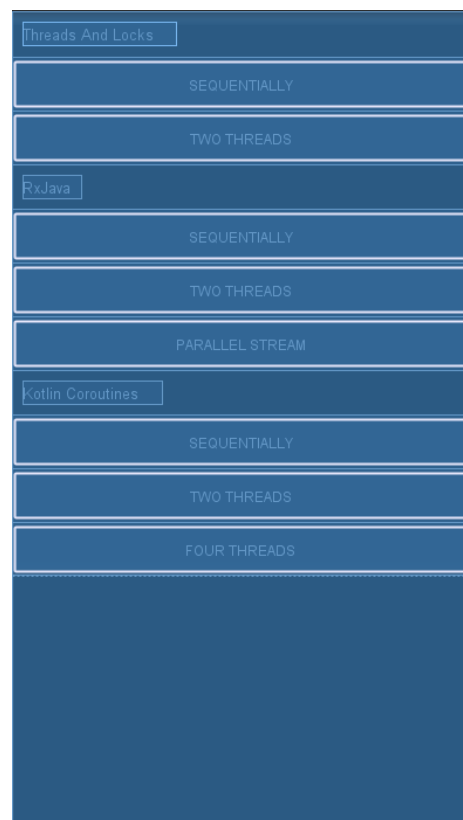 Threads And Locks
SEQUENTIALLY
TWO THREADS
RxJava
SEQUENTIALLY
TWO THREADS
PARALLEL STREAM
Kotlin Coroutines
SEQUENTIALLY
TWO THREADS
FOUR THREADS